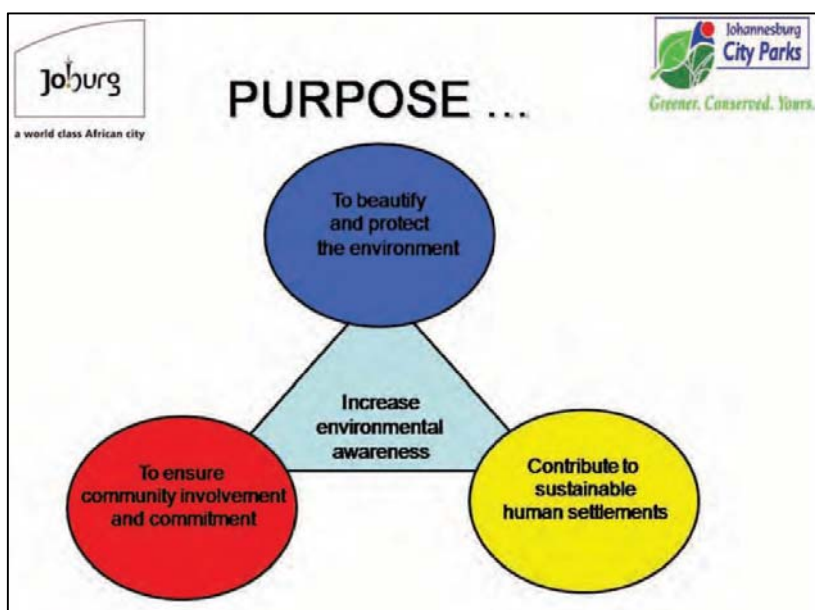 Joburg
a world class African city
Johannesburg
City Parks
Greener. Conserved. Yours.
PURPOSE ...
To beautify
and protect
the environment
Increase
environmental
awareness
To ensure
community involvement
and commitment
Contribute to
sustainable
human settlements